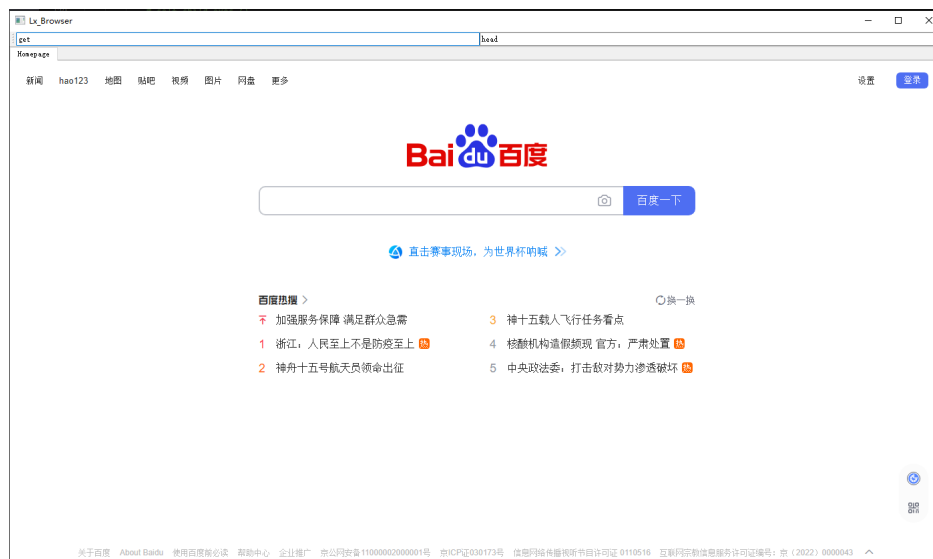 Lx_Browser
get head
Homepage
新闻 hao123 地图 贴吧 视频 图片 网盘 更多 设置 登录
Bai du 百度
百度一下
直击赛事现场，为世界杯呐喊
百度热搜 换一换
加强服务保障 满足群众急需
1 浙江：人民至上不是防疫至上 热
2 神舟十五号航天员领命出征
3 神十五载人飞行任务看点
4 核酸机构造假频现 官方：严肃处置 热
5 中央政法委：打击敌对势力渗透破坏 热
关于百度 About Baidu 使用百度前必读 帮助中心 企业推广 京公网安备11000002000001号 京ICP证030173号 信息网络传播视听节目许可证 0110516 互联网宗教信息服务许可证编号：京（2022）0000043